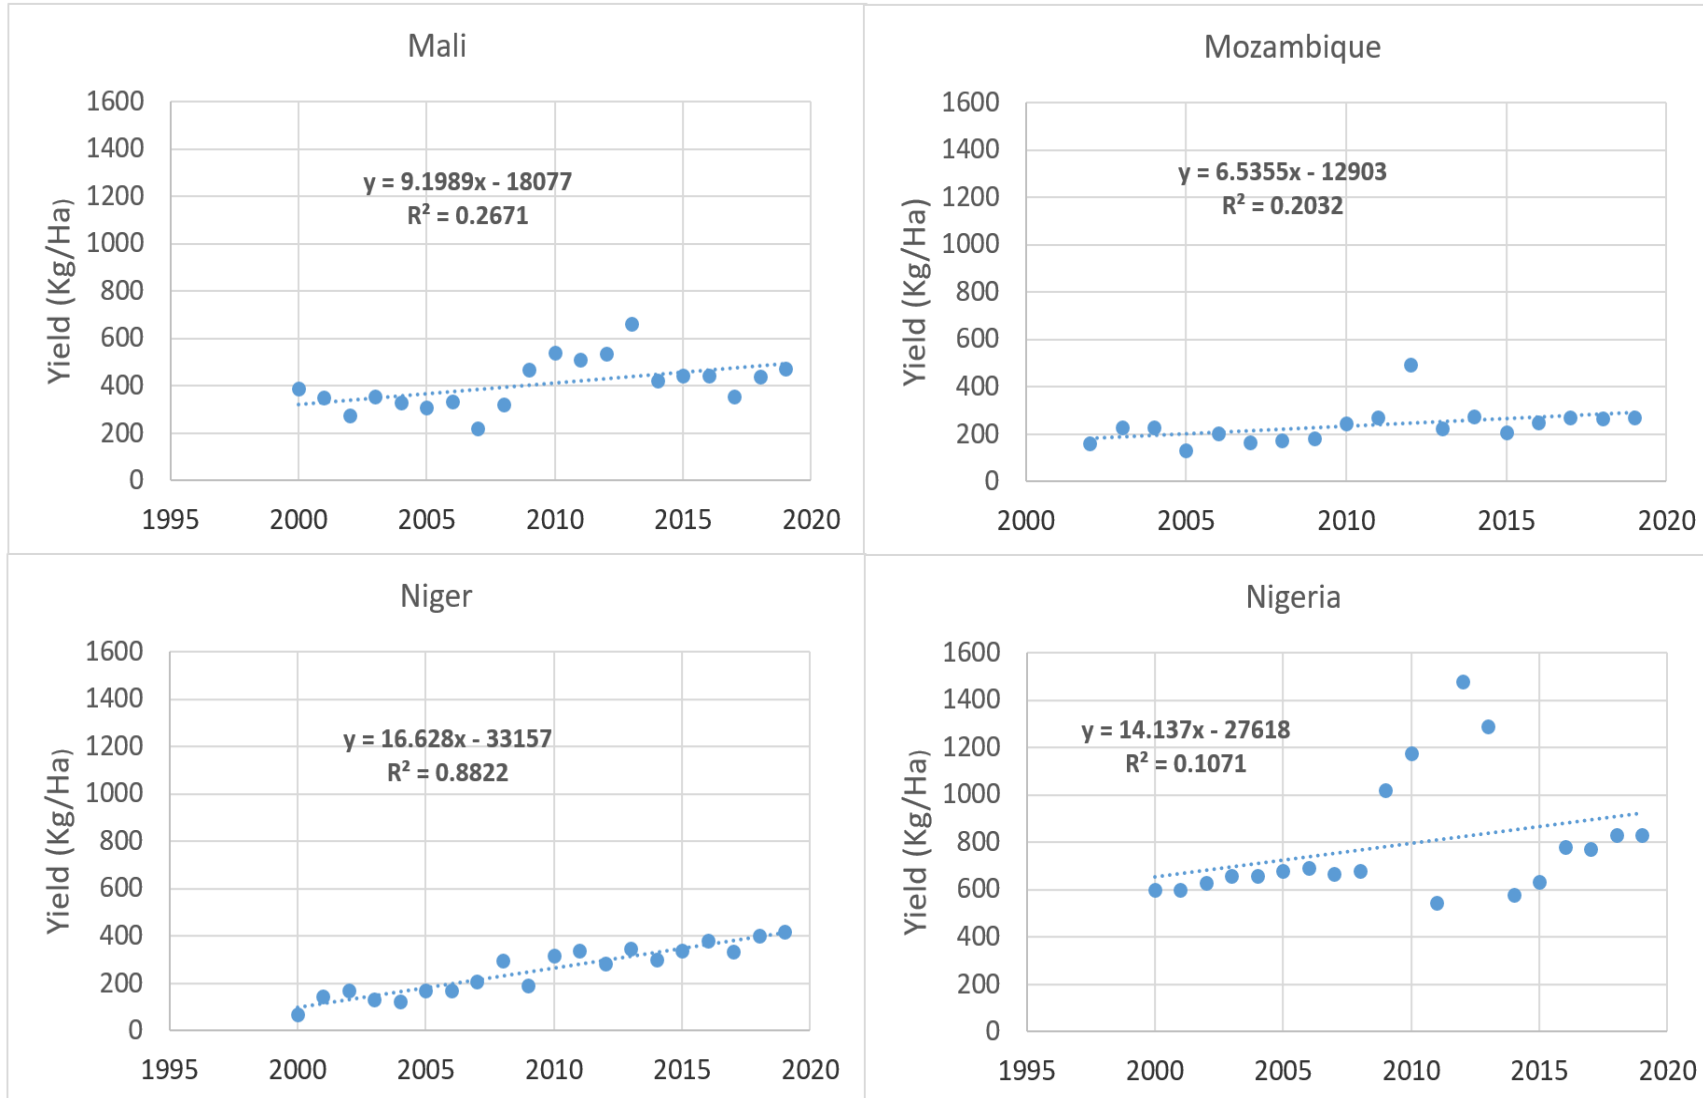 Mali
1600
1400
1200
1000
800
600
400
200
0
Yield (Kg/Ha)
y = 9.1989x - 18077
R² = 0.2671
1995 2000 2005 2010 2015 2020
Mozambique
1600
1400
1200
1000
800
600
400
200
0
Yield (Kg/Ha)
y = 6.5355x - 12903
R² = 0.2032
2000 2005 2010 2015 2020
Niger
1600
1400
1200
1000
800
600
400
200
0
Yield (Kg/Ha)
y = 16.628x - 33157
R² = 0.8822
1995 2000 2005 2010 2015 2020
Nigeria
1600
1400
1200
1000
800
600
400
200
0
Yield (Kg/Ha)
y = 14.137x - 27618
R² = 0.1071
1995 2000 2005 2010 2015 2020